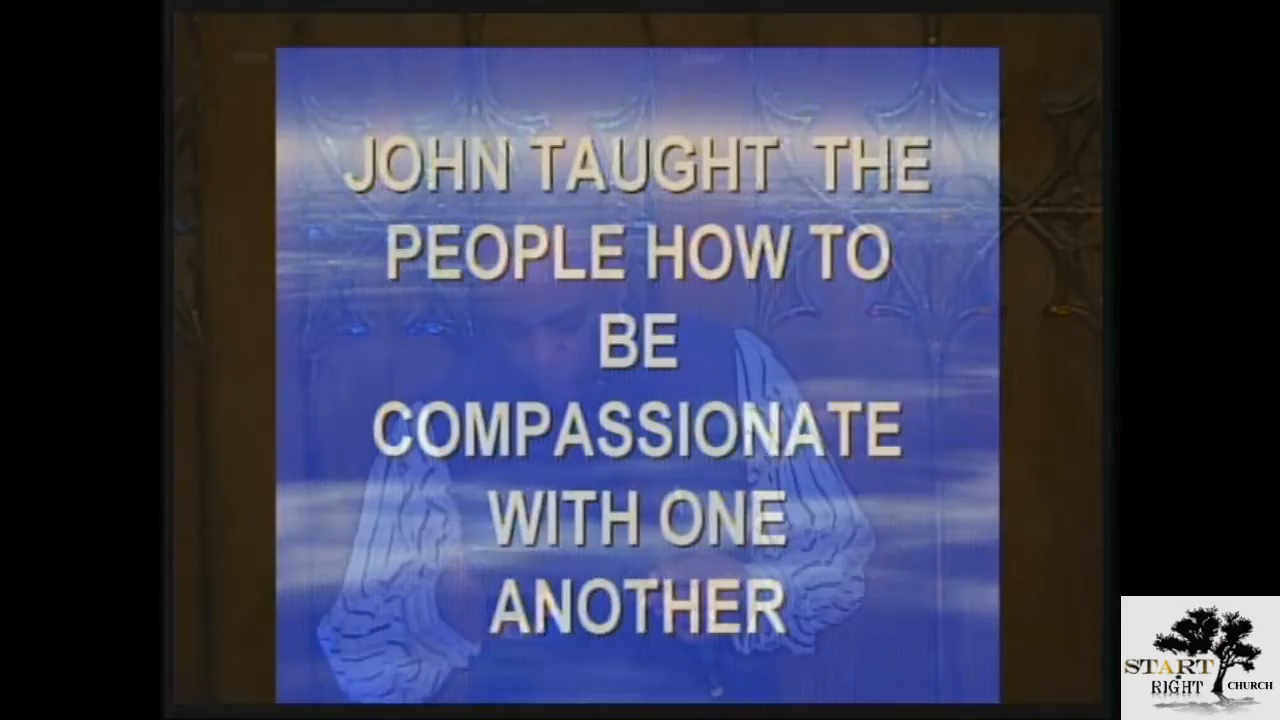 JOHN TAUGHT THE
PEOPLE HOW TO
BE
COMPASSIONATE
WITH ONE
ANOTHER
START
RIGHT CHURCH